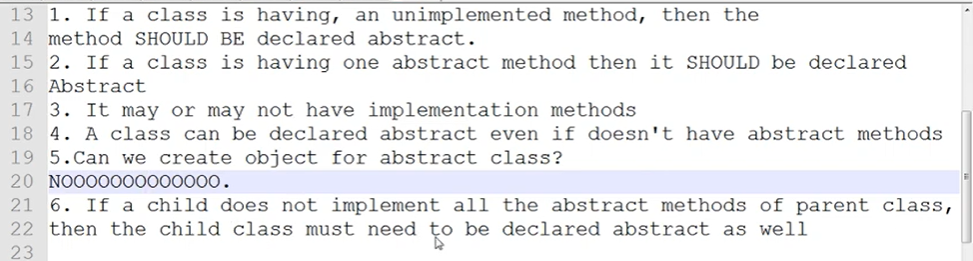 13 1. If a class is having, an unimplemented method, then the
14 method SHOULD BE declared abstract.
15 2. If a class is having one abstract method then it SHOULD be declared
16 Abstract
17 3. It may or may not have implementation methods
18 4. A class can be declared abstract even if doesn't have abstract methods
19 5.Can we create object for abstract class?
20 NOOOOOOOOOOOOO.
21 6. If a child does not implement all the abstract methods of parent class,
22 then the child class must need to be declared abstract as well
23